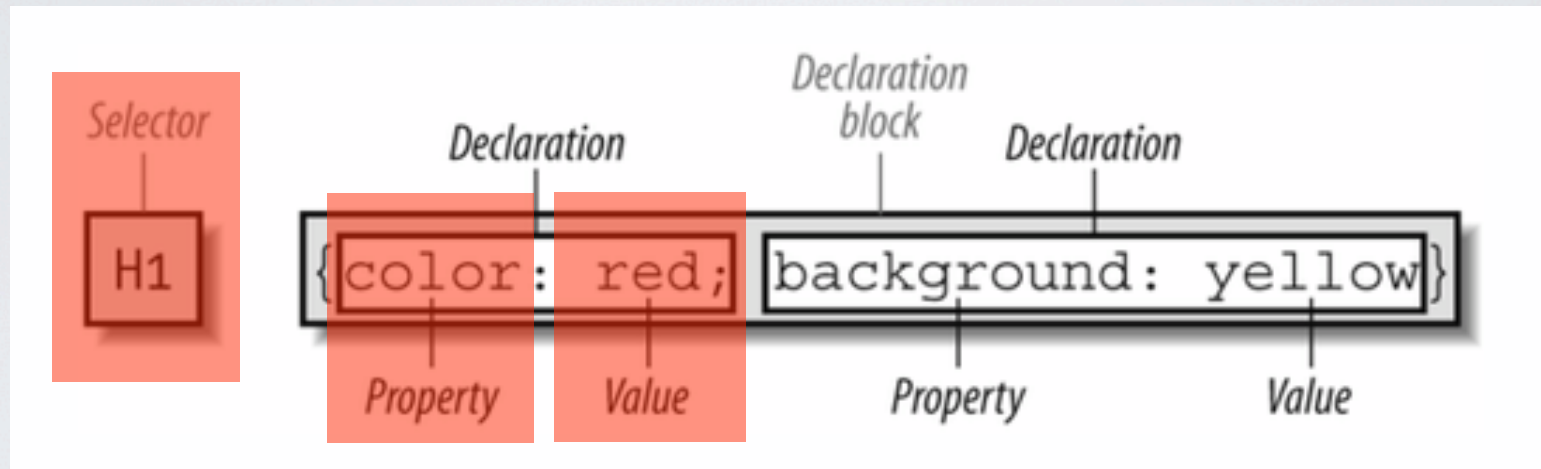 Selector
Declaration
Declaration
block
Declaration
H1
{color: red; background: yellow}
Property
Value
Property
Value